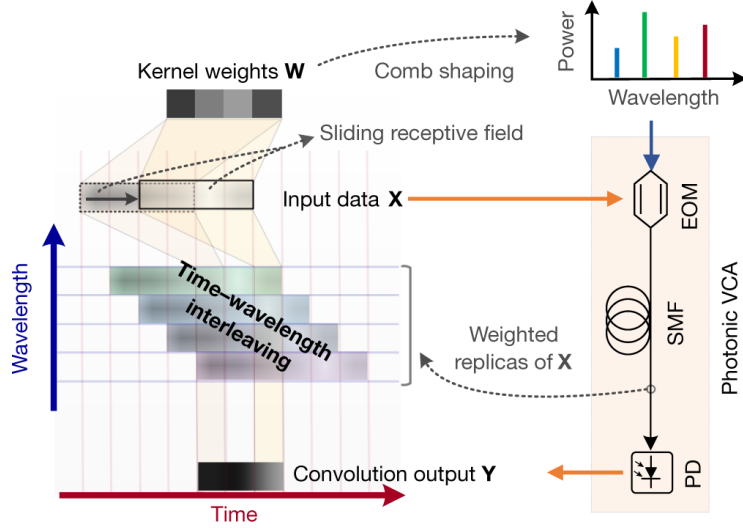 Power
Kernel weights W
Comb shaping
Wavelength
Sliding receptive field
Input data X
EOM
Wavelength
Time–wavelength
interleaving
SMF
Photonic VCA
Weighted
replicas of X
Convolution output Y
PD
Time